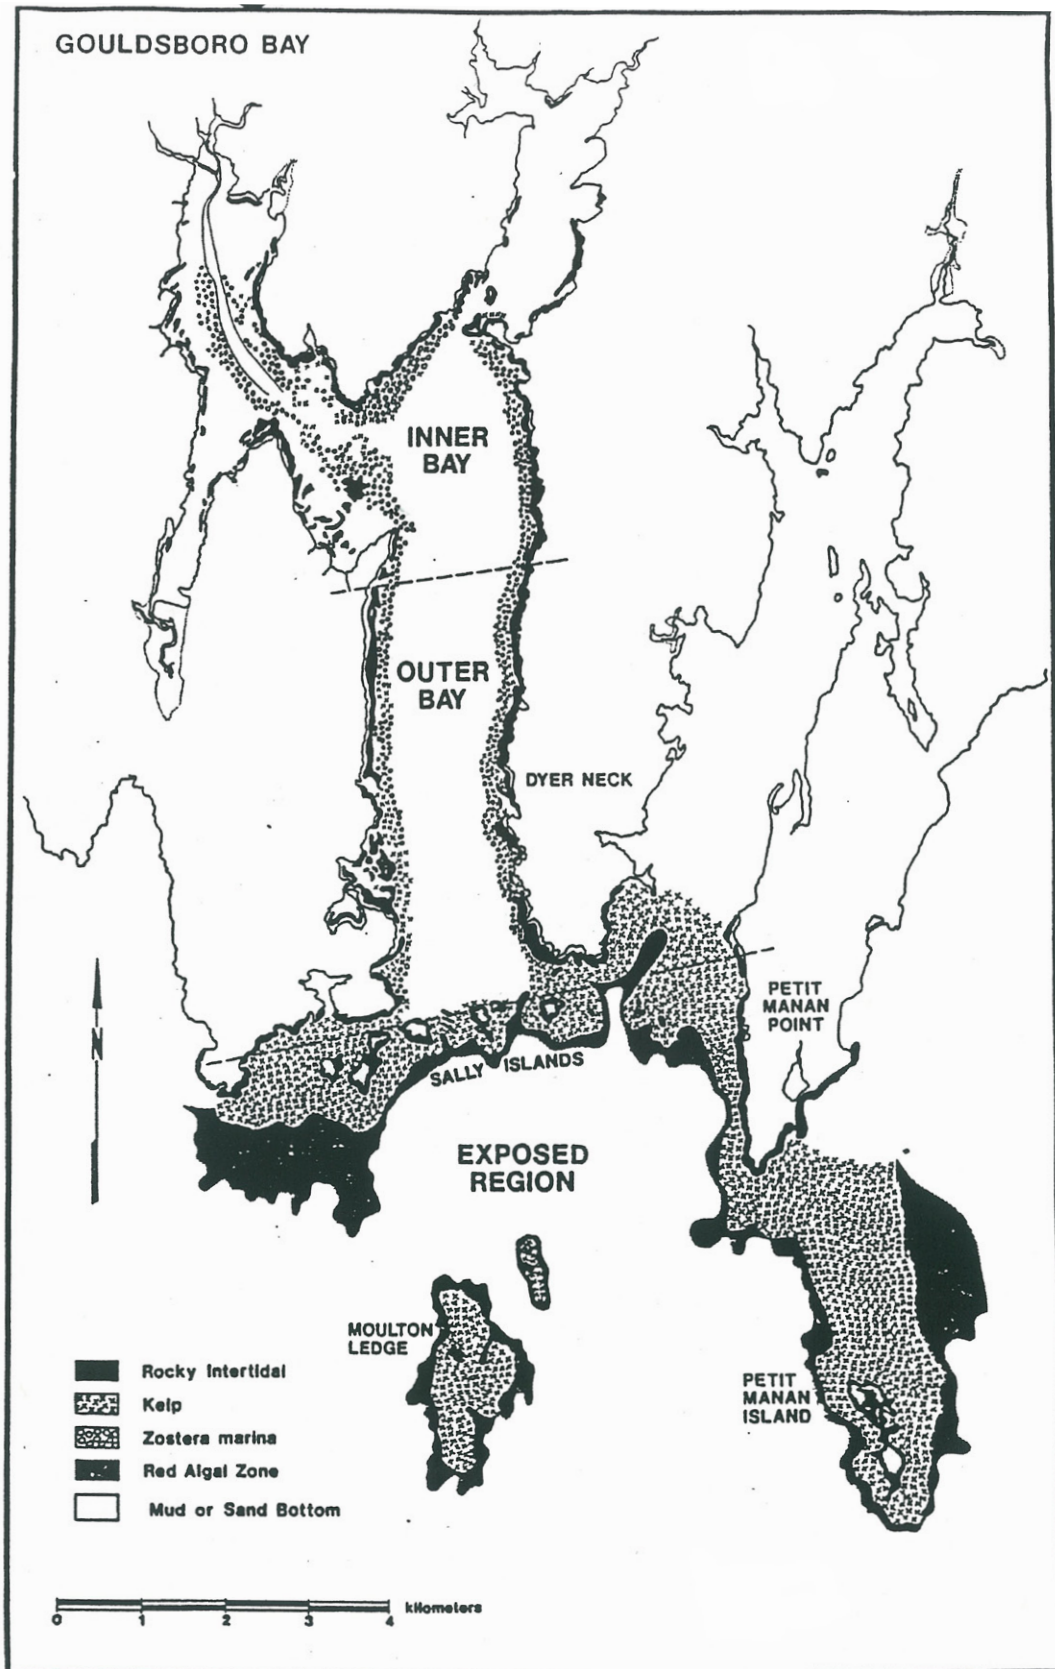 GOULDSBORO BAY
INNER
BAY
OUTER
BAY
DYER NECK
N
PETIT
MANAN
POINT
SALLY ISLANDS
EXPOSED
REGION
MOULTON
LEDGE
PETIT
MANAN
ISLAND
Rocky Intertidal
Kelp
Zostera marina
Red Algal Zone
Mud or Sand Bottom
kilometers
0 1 2 3 4